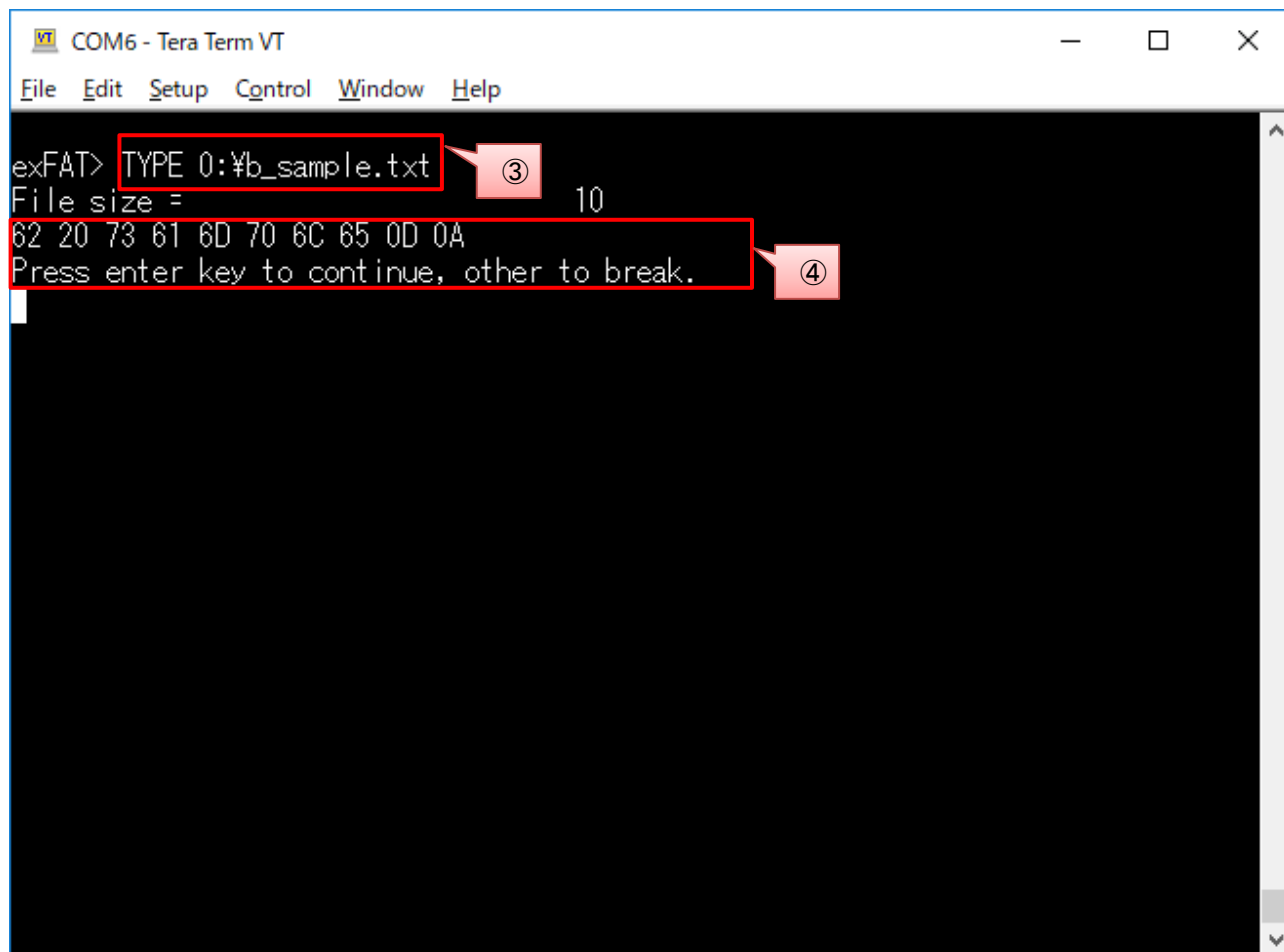 COM6 - Tera Term VT
File Edit Setup Control Window Help
exFAT> TYPE 0:¥b_sample.txt
③
File size = 10
62 20 73 61 6D 70 6C 65 0D 0A
Press enter key to continue, other to break.
④